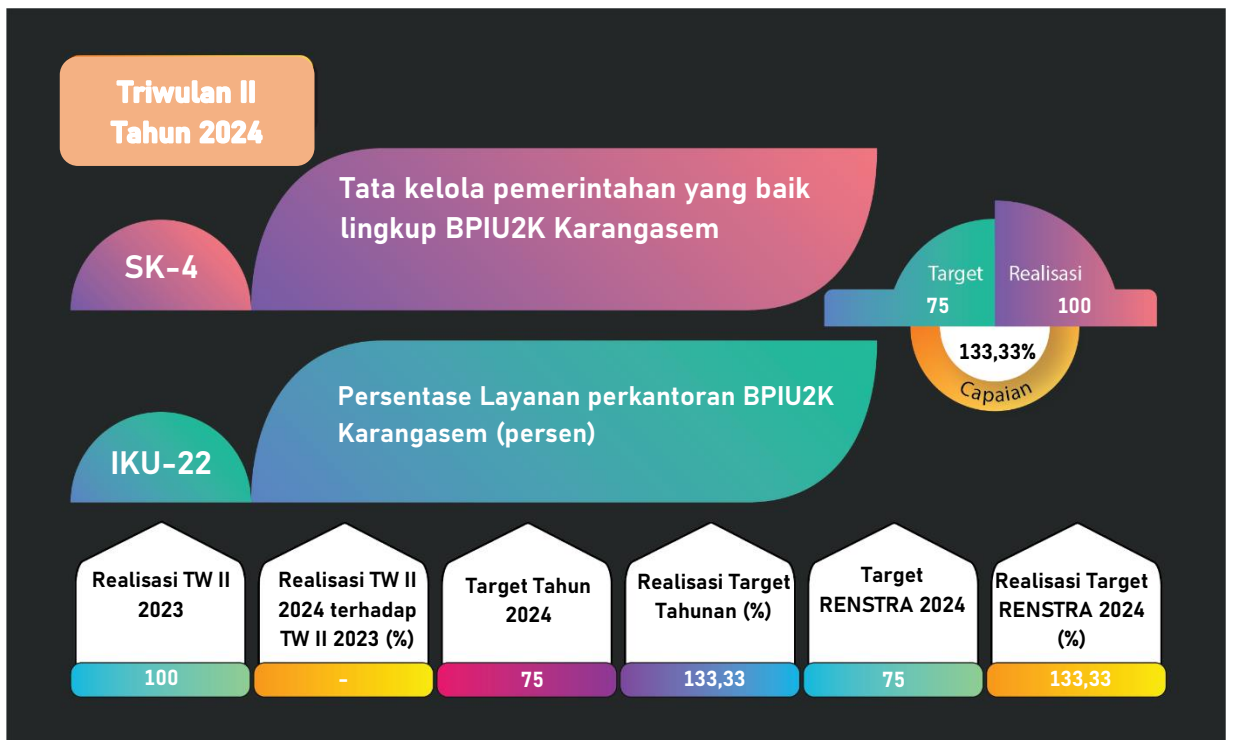 Triwulan II
Tahun 2024
Tata kelola pemerintahan yang baik
lingkup BPIU2K Karangasem
SK-4
Target
Realisasi
75
100
133,33%
Capaian
Persentase Layanan perkantoran BPIU2K
Karangasem (persen)
IKU-22
Realisasi TW II
2023
100
Realisasi TW II
2024 terhadap
TW II 2023 (%)
-
Target Tahun
2024
75
Realisasi Target
Tahunan (%)
133,33
Target
RENSTRA 2024
75
Realisasi Target
RENSTRA 2024
(%)
133,33